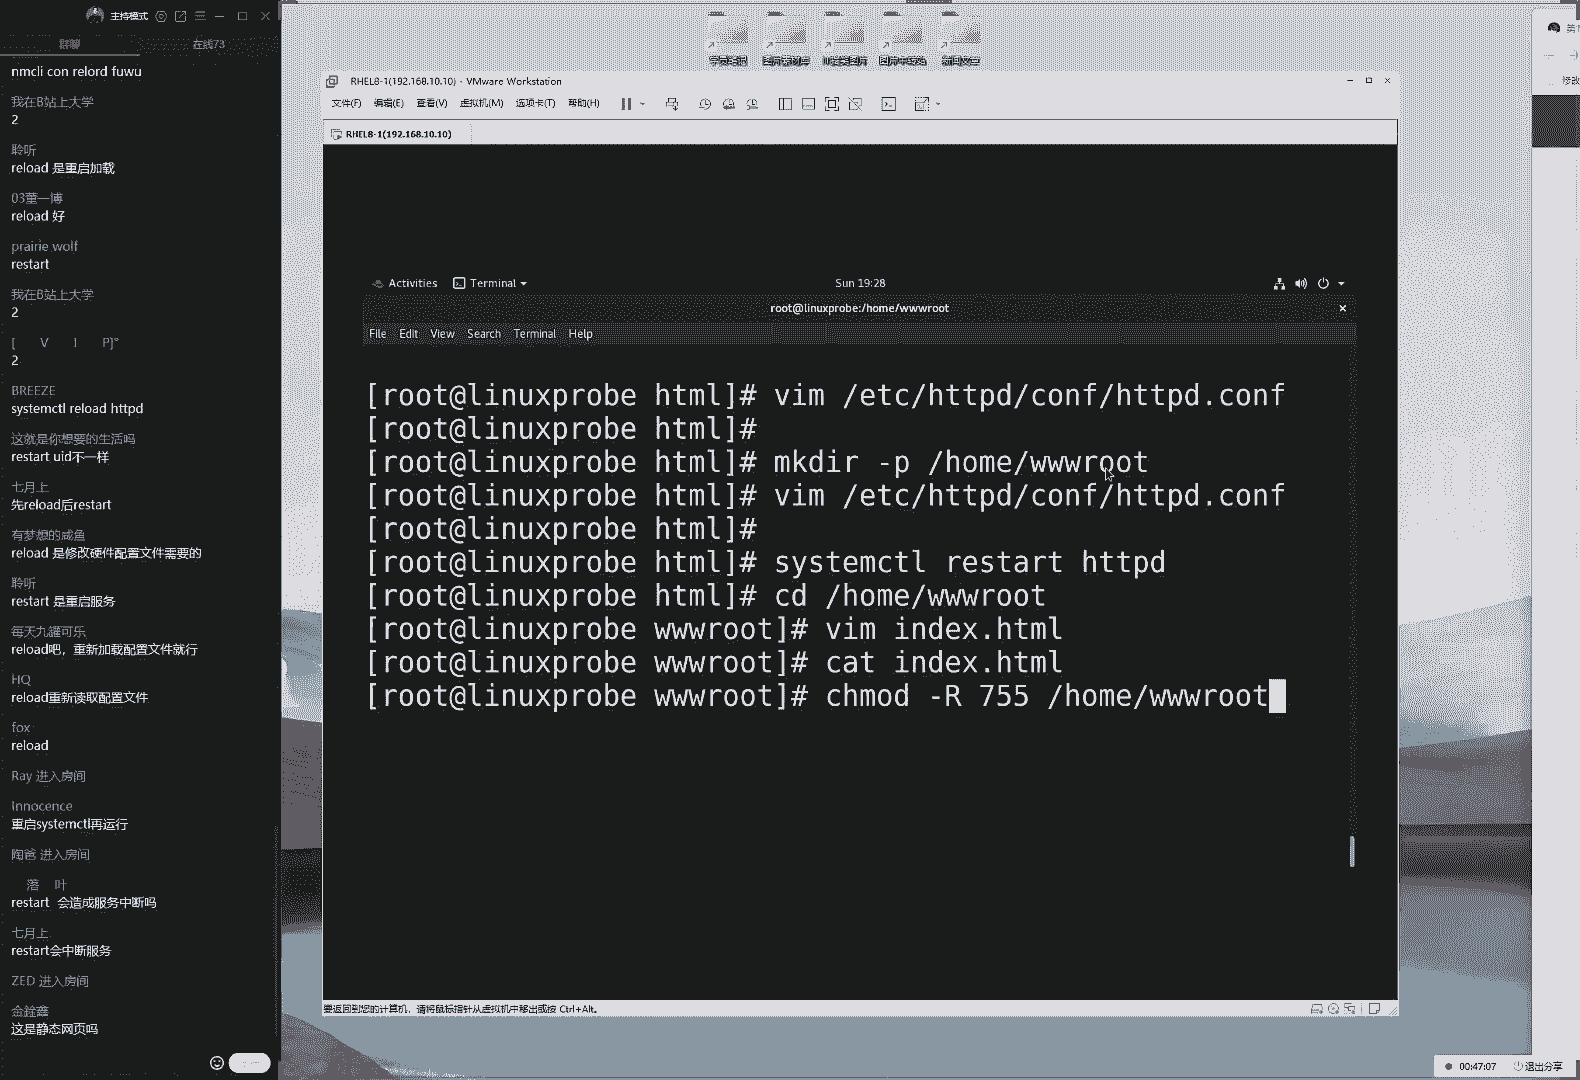 主持模式
群聊
在线73
nmcli con relord fuwu
我在B站上大学
2
聆听
reload 是重启加载
03董一博
reload 好
prairie wolf
restart
我在B站上大学
2
[ V I P]°
2
BREEZE
systemctl reload httpd
这就是你想要的生活吗
restart uid不一样
七月上
先reload后restart
有梦想的咸鱼
reload 是修改硬件配置文件需要的
聆听
restart 是重启服务
每天九罐可乐
reload吧，重新加载配置文件就行
HQ
reload重新读取配置文件
fox
reload
Ray 进入房间
Innocence
重启systemctl再运行
陶爸 进入房间
落 叶
restart 会造成服务中断吗
七月上
restart会中断服务
ZED 进入房间
金鍂鑫
这是静态网页吗
RHEL8-1(192.168.10.10) - VMware Workstation
文件(F) 编辑(E) 查看(V) 虚拟机(M) 选项卡(T) 帮助(H)
RHEL8-1(192.168.10.10)
Activities Terminal Sun 19:28
root@linuxprobe:/home/wwwroot
File Edit View Search Terminal Help
[root@linuxprobe html]# vim /etc/httpd/conf/httpd.conf
[root@linuxprobe html]#
[root@linuxprobe html]# mkdir -p /home/wwwroot
[root@linuxprobe html]# vim /etc/httpd/conf/httpd.conf
[root@linuxprobe html]#
[root@linuxprobe html]# systemctl restart httpd
[root@linuxprobe html]# cd /home/wwwroot
[root@linuxprobe wwwroot]# vim index.html
[root@linuxprobe wwwroot]# cat index.html
[root@linuxprobe wwwroot]# chmod -R 755 /home/wwwroot
要返回到您的计算机，请将鼠标指针从虚拟机中移出或按 Ctrl+Alt。
修改
00:47:07 退出分享